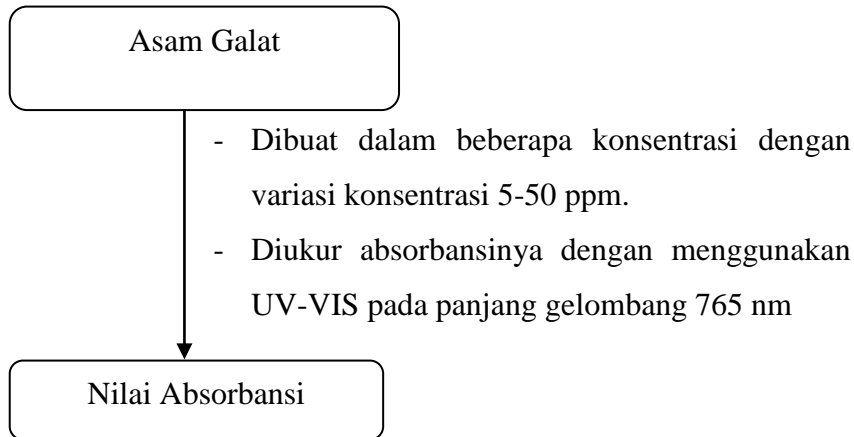 Asam Galat
- Dibuat dalam beberapa konsentrasi dengan
variasi konsentrasi 5-50 ppm.
- Diukur absorbansinya dengan menggunakan
UV-VIS pada panjang gelombang 765 nm
Nilai Absorbansi